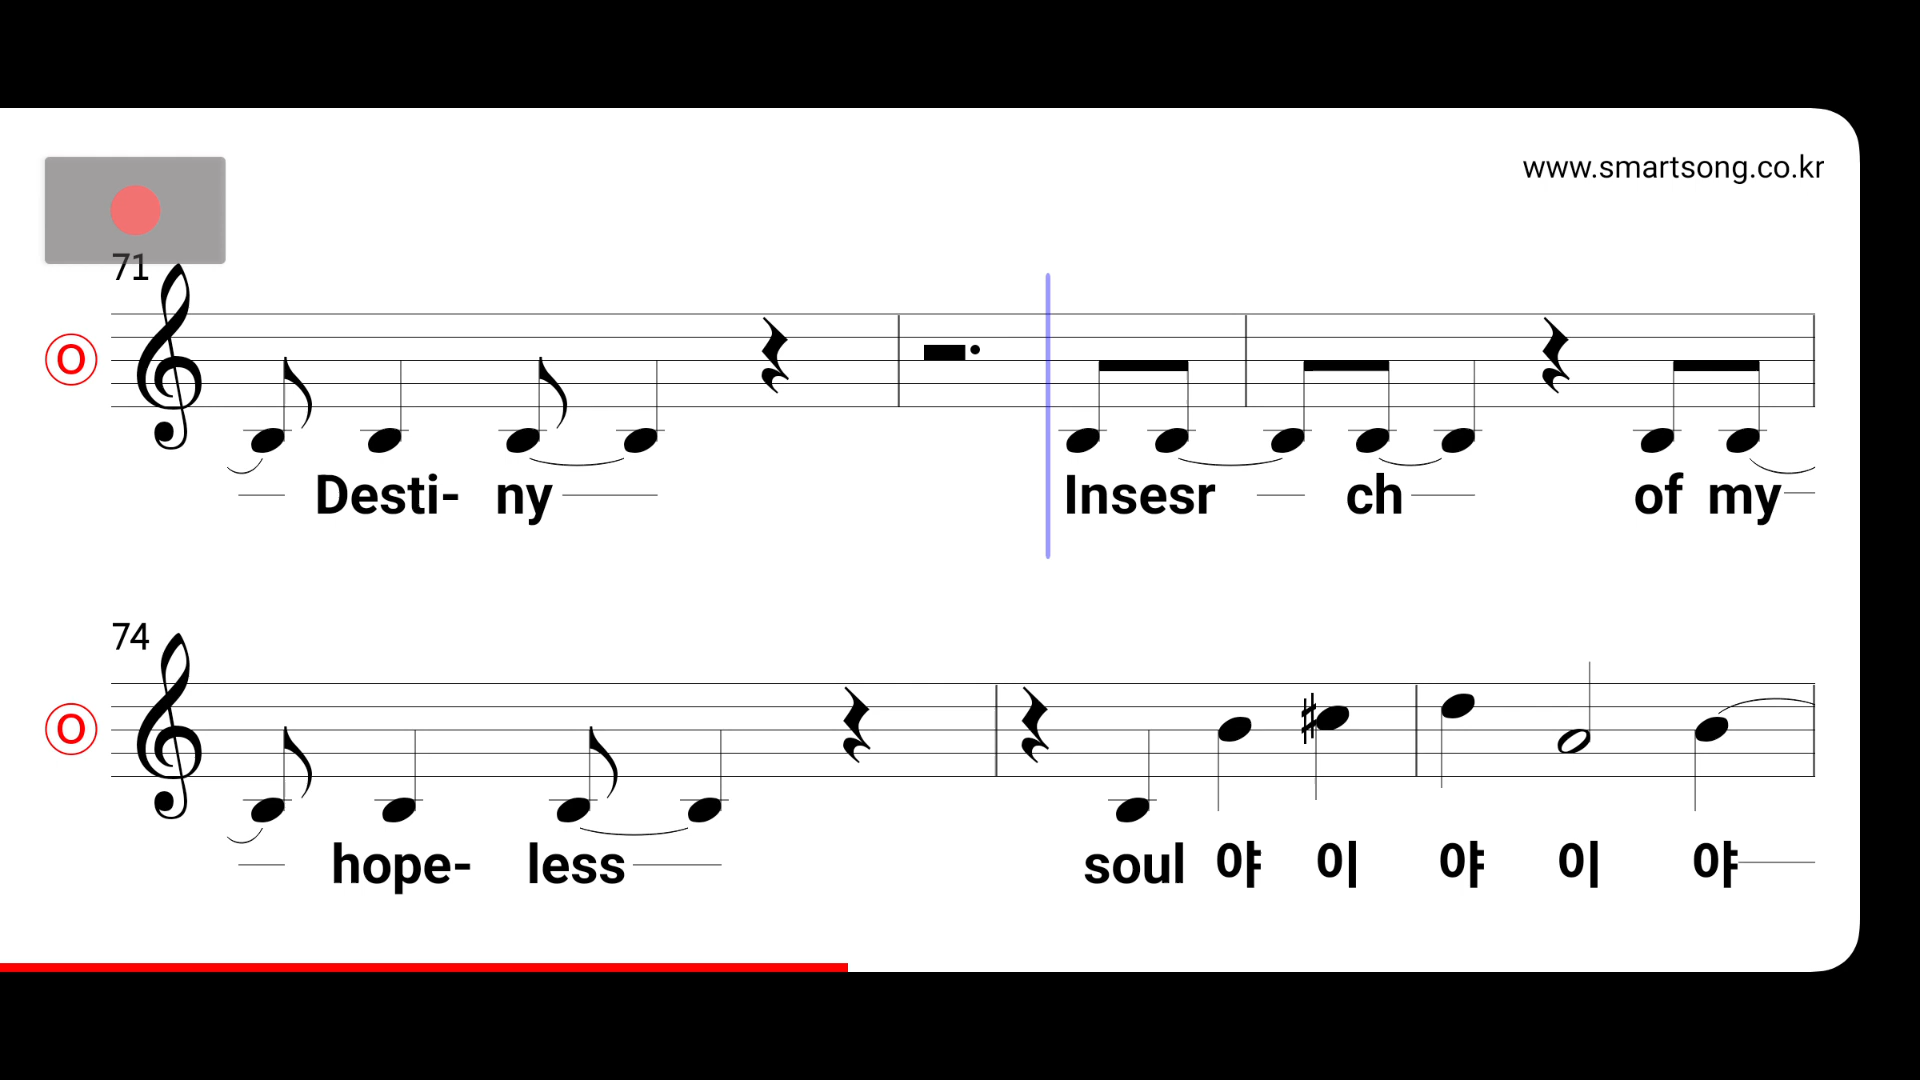 www.smartsong.co.kr
71
O
Desti- ny Insesr ch of my
74
O
hope- less soul 야 이 야 이 야